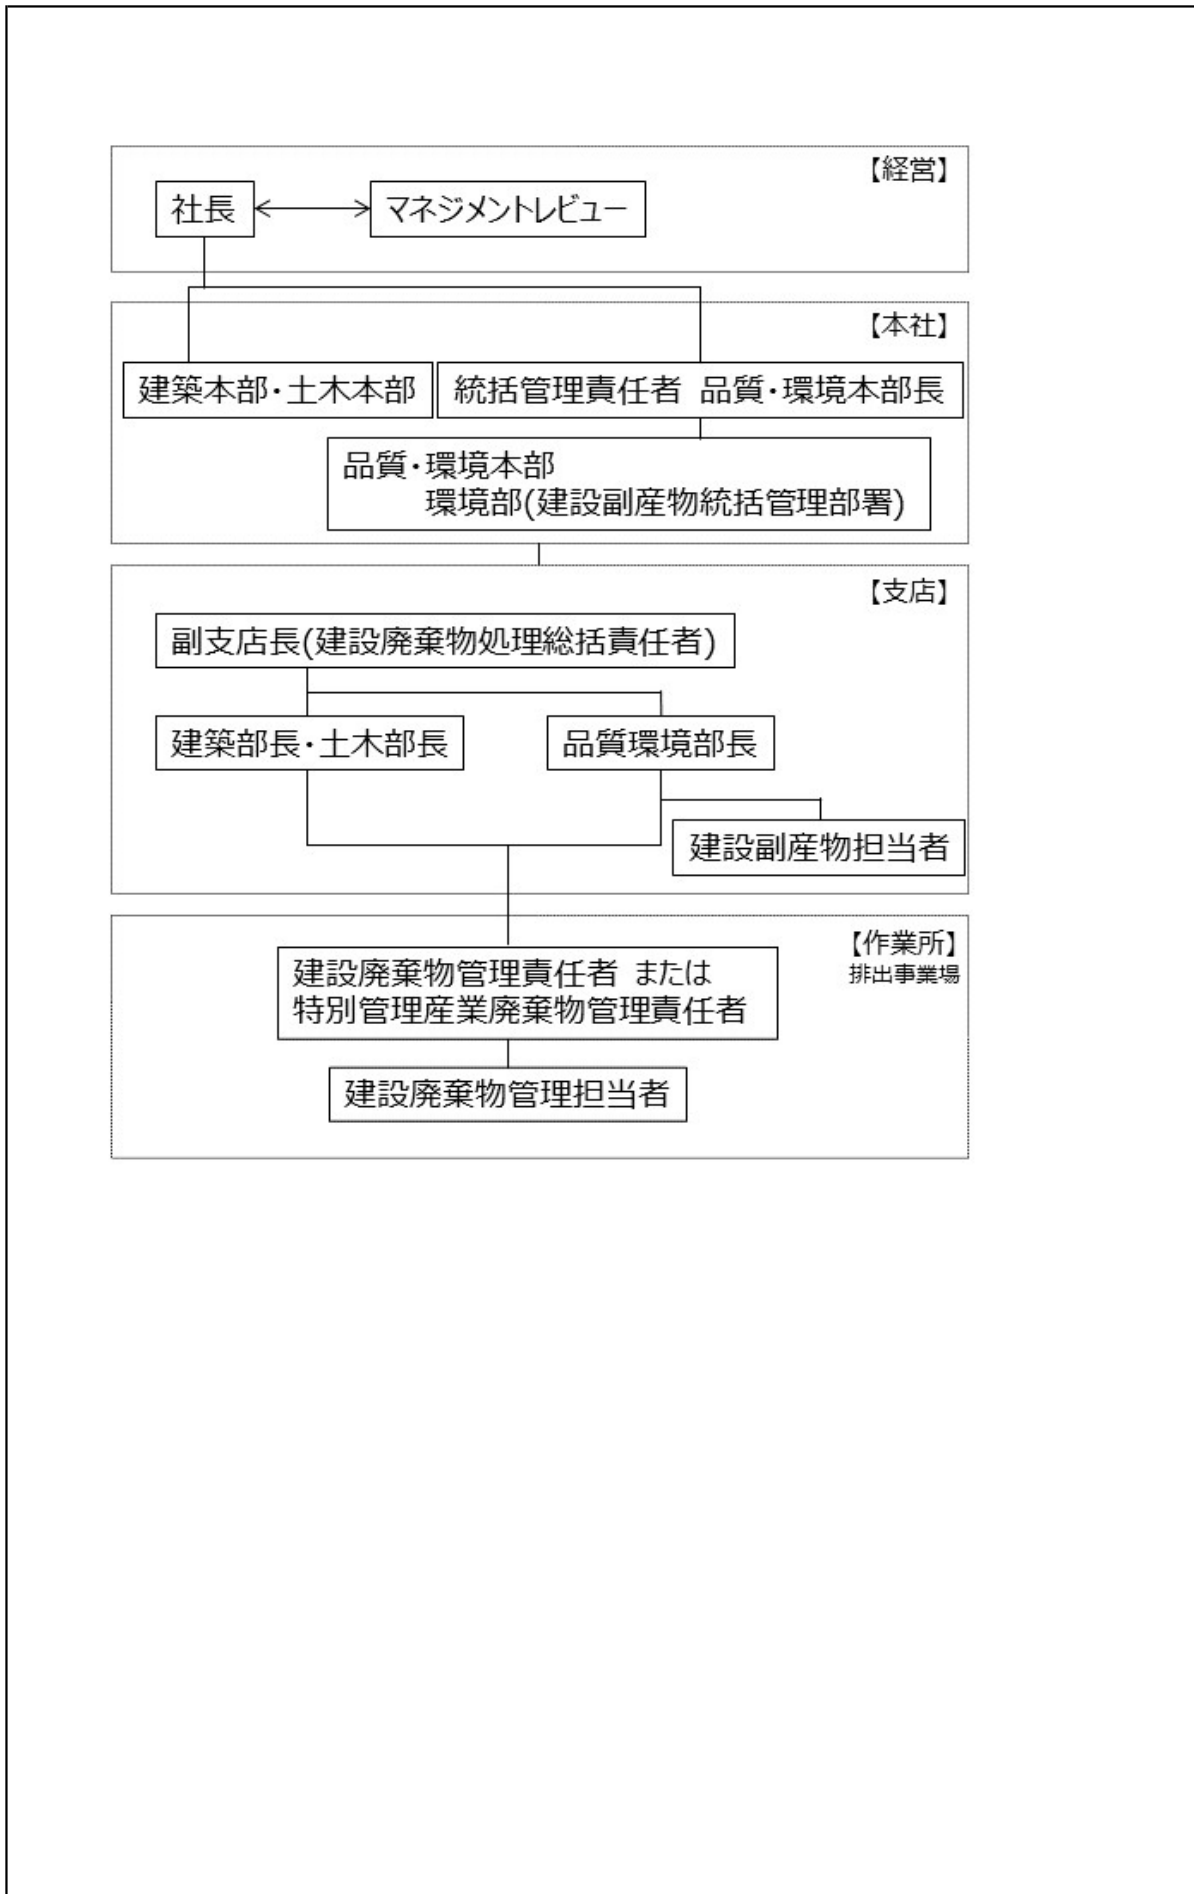 【経営】
社長
マネジメントレビュー
【本社】
建築本部・土木本部
統括管理責任者 品質・環境本部長
品質・環境本部
環境部(建設副産物統括管理部署)
【支店】
副支店長(建設廃棄物処理総括責任者)
建築部長・土木部長
品質環境部長
建設副産物担当者
【作業所】
排出事業場
建設廃棄物管理責任者 または
特別管理産業廃棄物管理責任者
建設廃棄物管理担当者